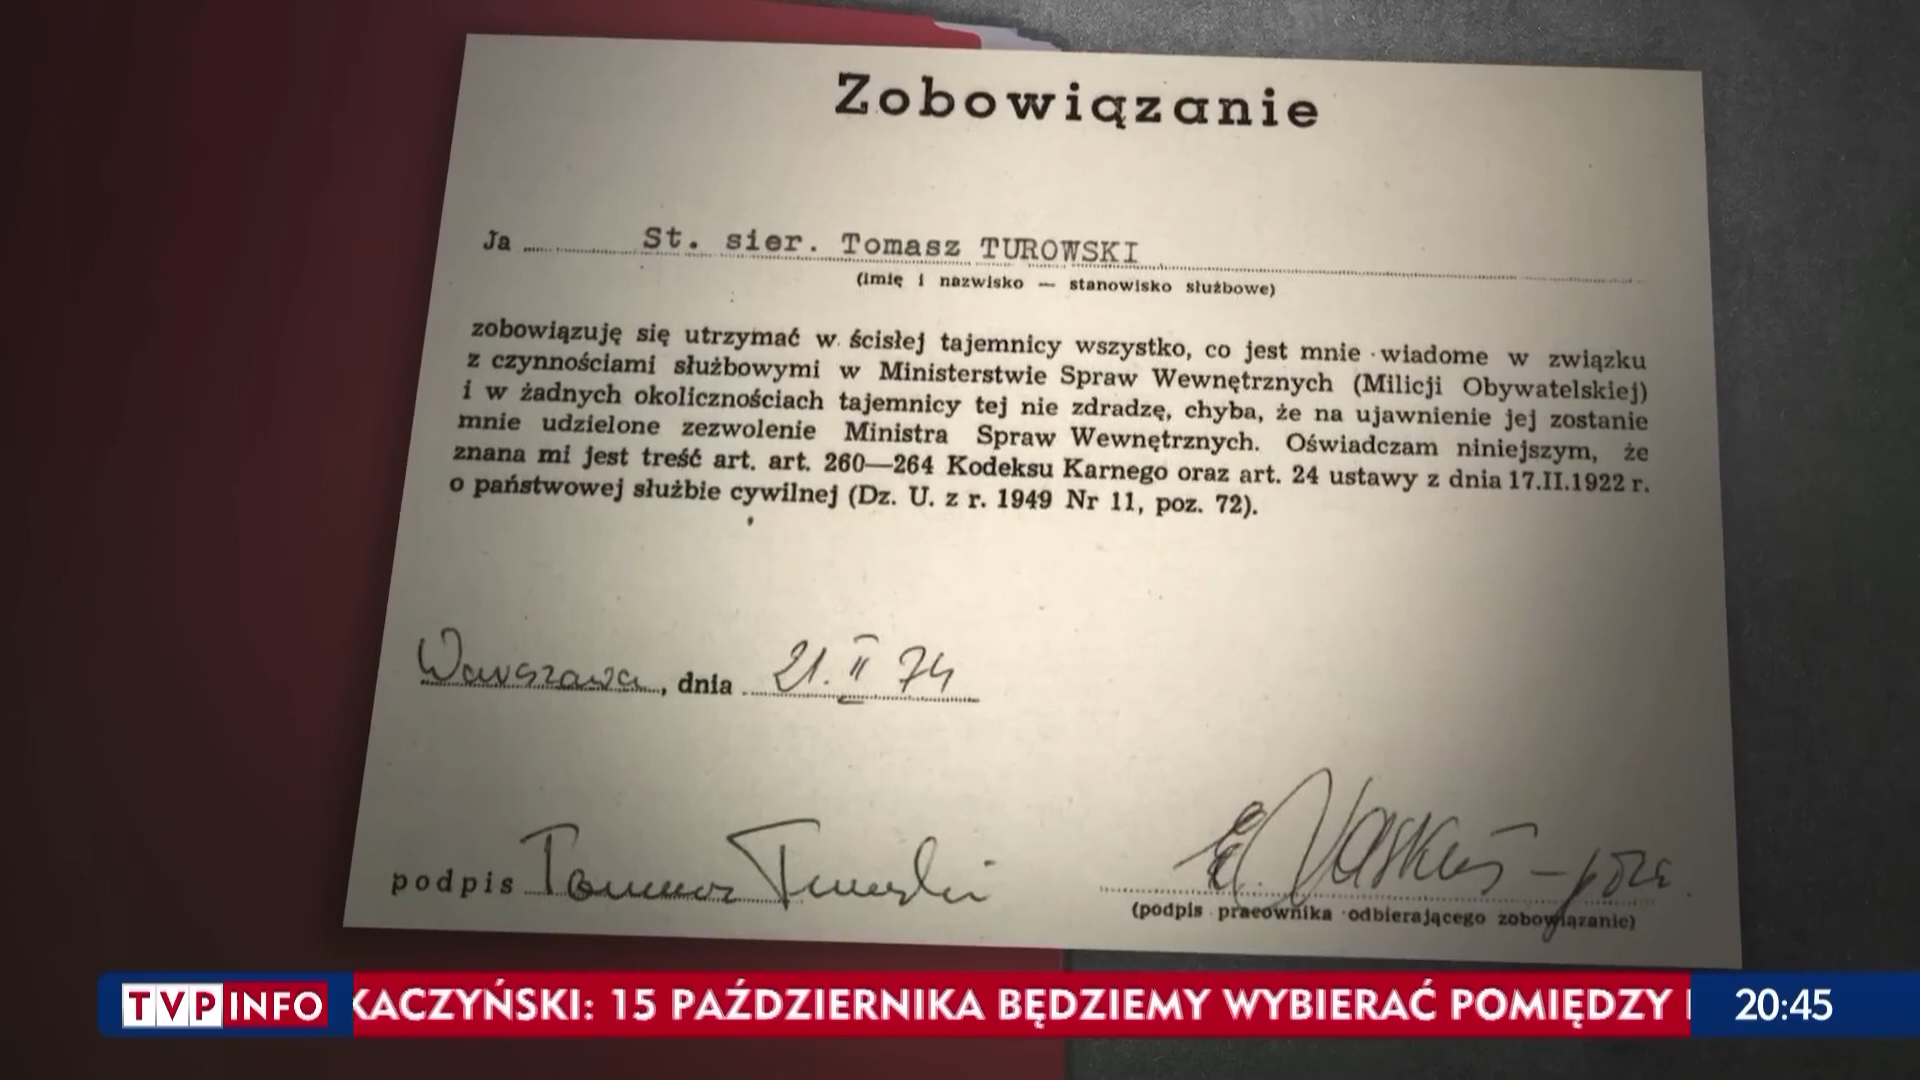 Zobowiązanie
Ja St. sier. Tomasz TUROWSKI
(imię i nazwisko — stanowisko służbowe)
zobowiązuję się utrzymać w ścisłej tajemnicy wszystko, co jest mnie wiadome w związku
z czynnościami służbowymi w Ministerstwie Spraw Wewnętrznych (Milicji Obywatelskiej)
i w żadnych okolicznościach tajemnicy tej nie zdradzę, chyba, że na ujawnienie jej zostanie
mnie udzielone zezwolenie Ministra Spraw Wewnętrznych. Oświadczam niniejszym, że
znana mi jest treść art. art. 260—264 Kodeksu Karnego oraz art. 24 ustawy z dnia 17.II.1922 r.
o państwowej służbie cywilnej (Dz. U. z r. 1949 Nr 11, poz. 72).
Warszawa, dnia 21. II 74
podpis Tomasz Turowski
(podpis pracownika odbierającego zobowiązanie)
TVP INFO KACZYŃSKI: 15 PAŹDZIERNIKA BĘDZIEMY WYBIERAĆ POMIĘDZY 20:45